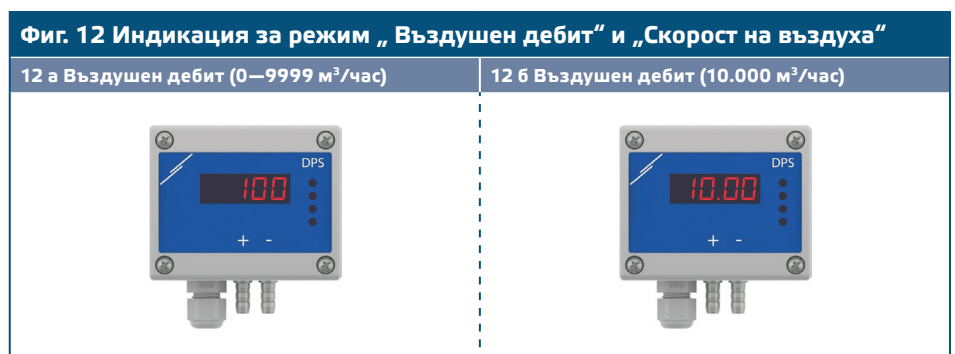 Фиг. 12 Индикация за режим „ Въздушен дебит“ и „Скорост на въздуха“
12 а Въздушен дебит (0—9999 м³/час)
12 б Въздушен дебит (10.000 м³/час)
DPS
100
+ -
DPS
10.00
+ -